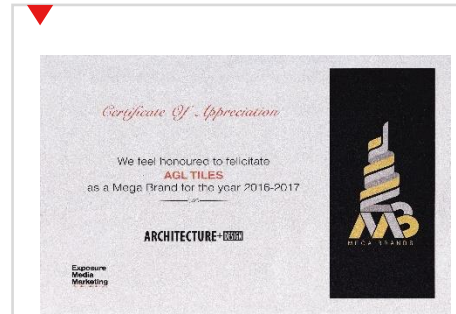 Certificate Of Appreciation
We feel honoured to felicitate
AGL TILES
as a Mega Brand for the year 2016-2017
ARCHITECTURE+DESIGN
Exposure
Media
Marketing
MB
MEGA BRANDS